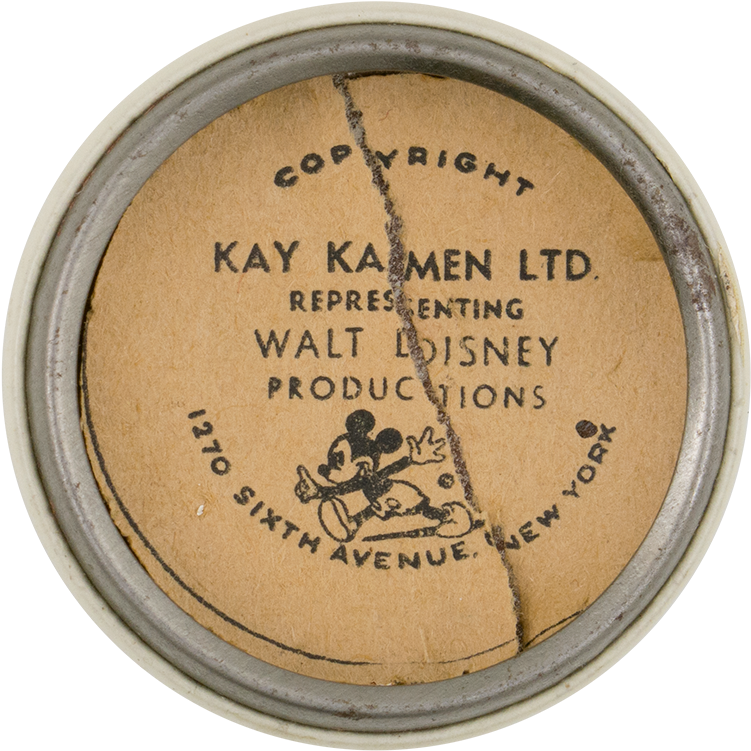 COPYRIGHT
KAY KAMEN LTD.
REPRESENTING
WALT DISNEY
PRODUCTIONS
1270 SIXTH AVENUE, NEW YORK